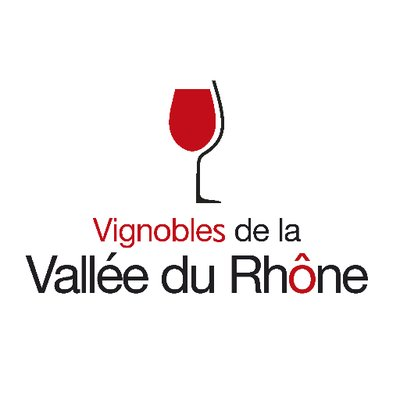 Vignobles de la
Vallée du Rhône